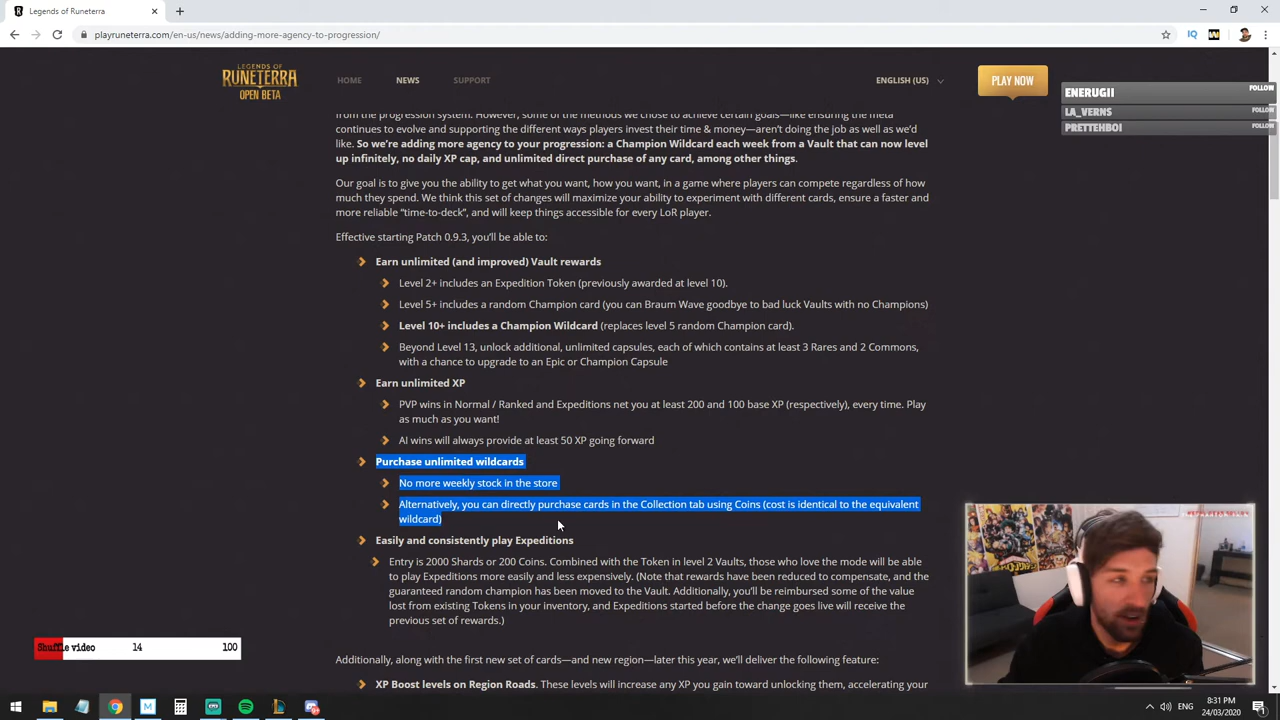 Legends of Runeterra
playruneterra.com/en-us/news/adding-more-agency-to-progression/
IQ
LEGENDS OF
RUNETERRA
OPEN BETA
HOME
NEWS
SUPPORT
ENGLISH (US)
PLAY NOW
ENERUGII
FOLLOW
LA_VERNS
FOLLOW
PRETTEHBOI
FOLLOW
from the progression system. However, some of the methods we chose to achieve certain goals—like ensuring the meta
continues to evolve and supporting the different ways players invest their time & money—aren't doing the job as well as we'd
like. So we're adding more agency to your progression: a Champion Wildcard each week from a Vault that can now level
up infinitely, no daily XP cap, and unlimited direct purchase of any card, among other things.
Our goal is to give you the ability to get what you want, how you want, in a game where players can compete regardless of how
much they spend. We think this set of changes will maximize your ability to experiment with different cards, ensure a faster and
more reliable “time-to-deck”, and will keep things accessible for every LoR player.
Effective starting Patch 0.9.3, you'll be able to:
Earn unlimited (and improved) Vault rewards
Level 2+ includes an Expedition Token (previously awarded at level 10).
Level 5+ includes a random Champion card (you can Braum Wave goodbye to bad luck Vaults with no Champions)
Level 10+ includes a Champion Wildcard (replaces level 5 random Champion card).
Beyond Level 13, unlock additional, unlimited capsules, each of which contains at least 3 Rares and 2 Commons,
with a chance to upgrade to an Epic or Champion Capsule
Earn unlimited XP
PVP wins in Normal / Ranked and Expeditions net you at least 200 and 100 base XP (respectively), every time. Play
as much as you want!
AI wins will always provide at least 50 XP going forward
Purchase unlimited wildcards
No more weekly stock in the store
Alternatively, you can directly purchase cards in the Collection tab using Coins (cost is identical to the equivalent
wildcard)
Easily and consistently play Expeditions
Entry is 2000 Shards or 200 Coins. Combined with the Token in level 2 Vaults, those who love the mode will be able
to play Expeditions more easily and less expensively. (Note that rewards have been reduced to compensate, and the
guaranteed random champion has been moved to the Vault. Additionally, you'll be reimbursed some of the value
lost from existing Tokens in your inventory, and Expeditions started before the change goes live will receive the
previous set of rewards.)
Additionally, along with the first new set of cards—and new region—later this year, we'll deliver the following feature:
XP Boost levels on Region Roads. These levels will increase any XP you gain toward unlocking them, accelerating your
Shuffle video
14
100
ENG
8:31 PM
24/03/2020